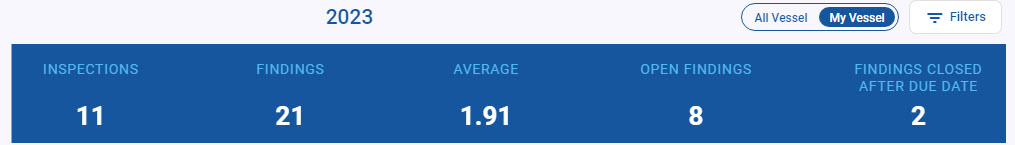 2023
All Vessel
My Vessel
Filters
INSPECTIONS
11
FINDINGS
21
AVERAGE
1.91
OPEN FINDINGS
8
FINDINGS CLOSED
AFTER DUE DATE
2